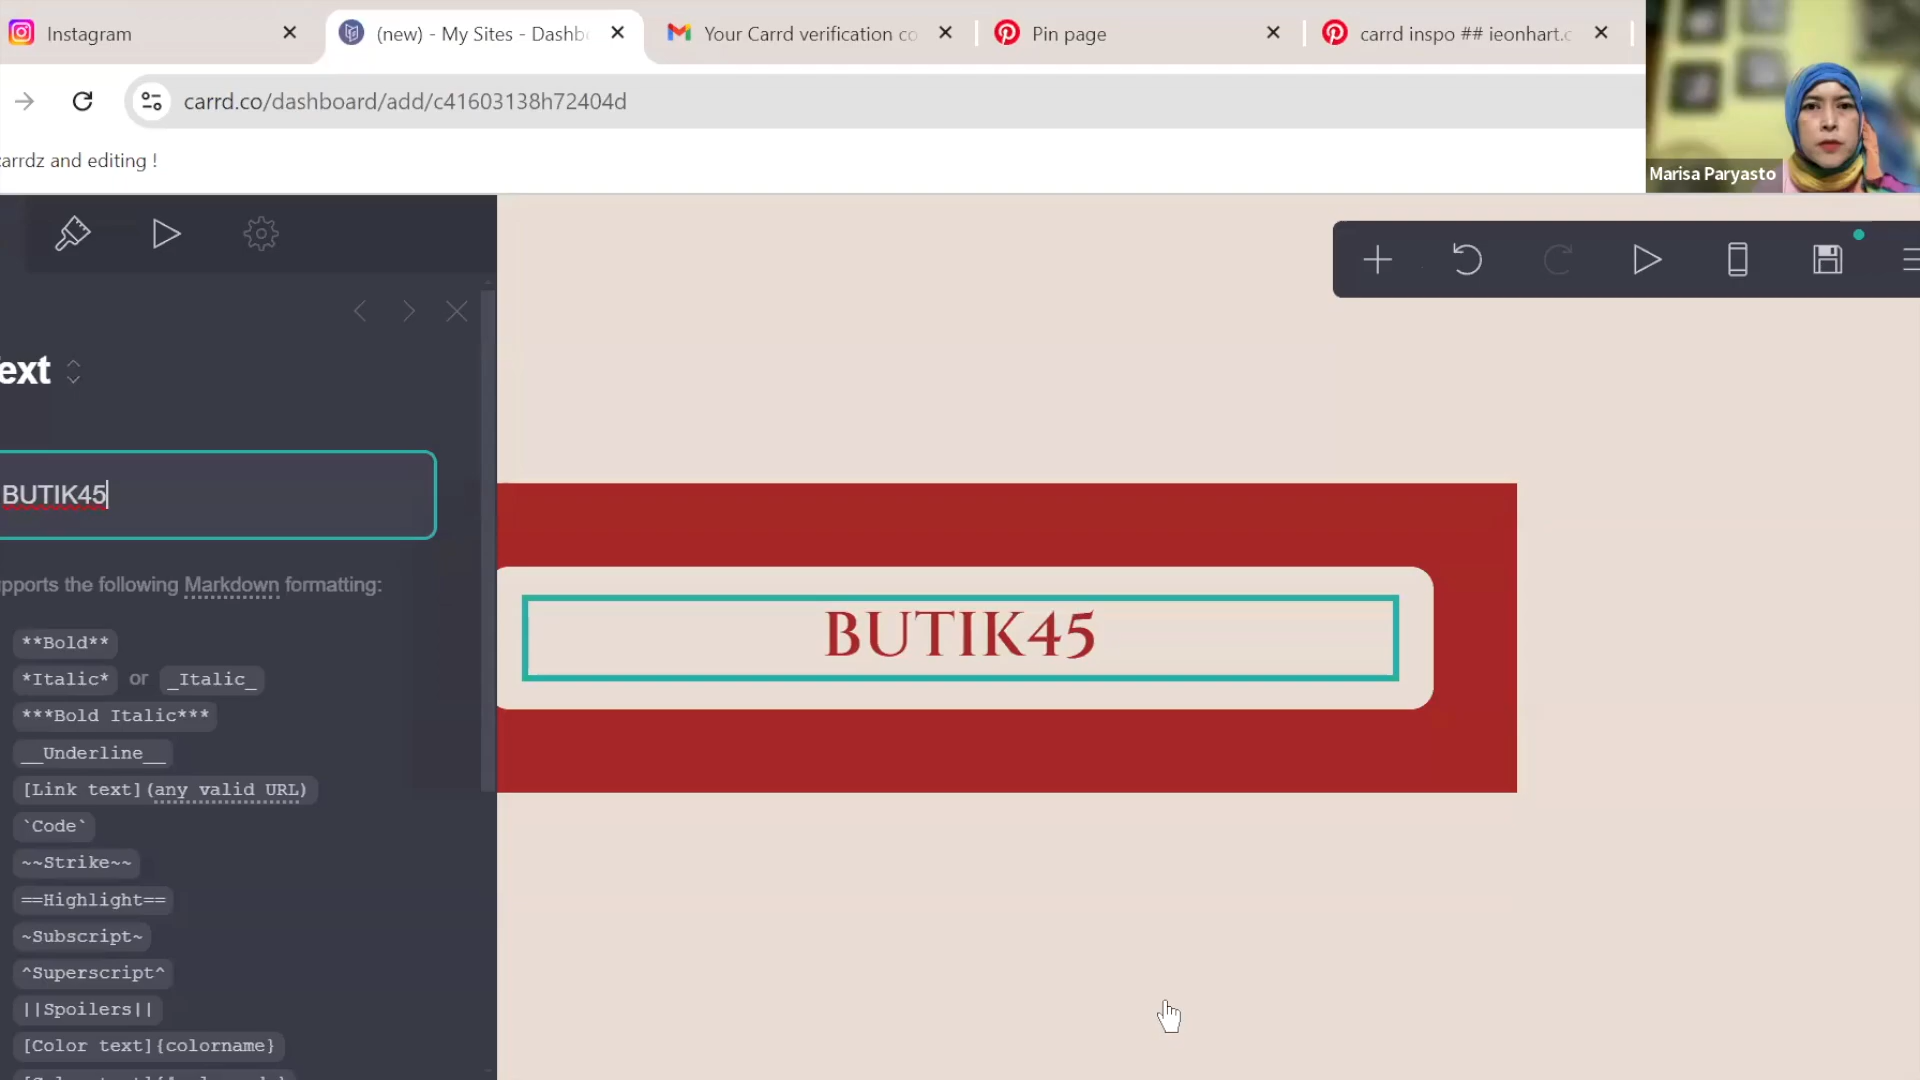 Instagram
(new) - My Sites - Dashb
Your Carrd verification co
Pin page
carrd inspo ## ieonhart.c
carrd.co/dashboard/add/c41603138h72404d
carrdz and editing !
Marisa Paryasto
ext
BUTIK45
pports the following Markdown formatting:
**Bold**
*Italic* or _Italic_
***Bold Italic***
__Underline__
[Link text](any valid URL)
`Code`
~~Strike~~
==Highlight==
~Subscript~
^Superscript^
||Spoilers||
[Color text]{colorname}
BUTIK45